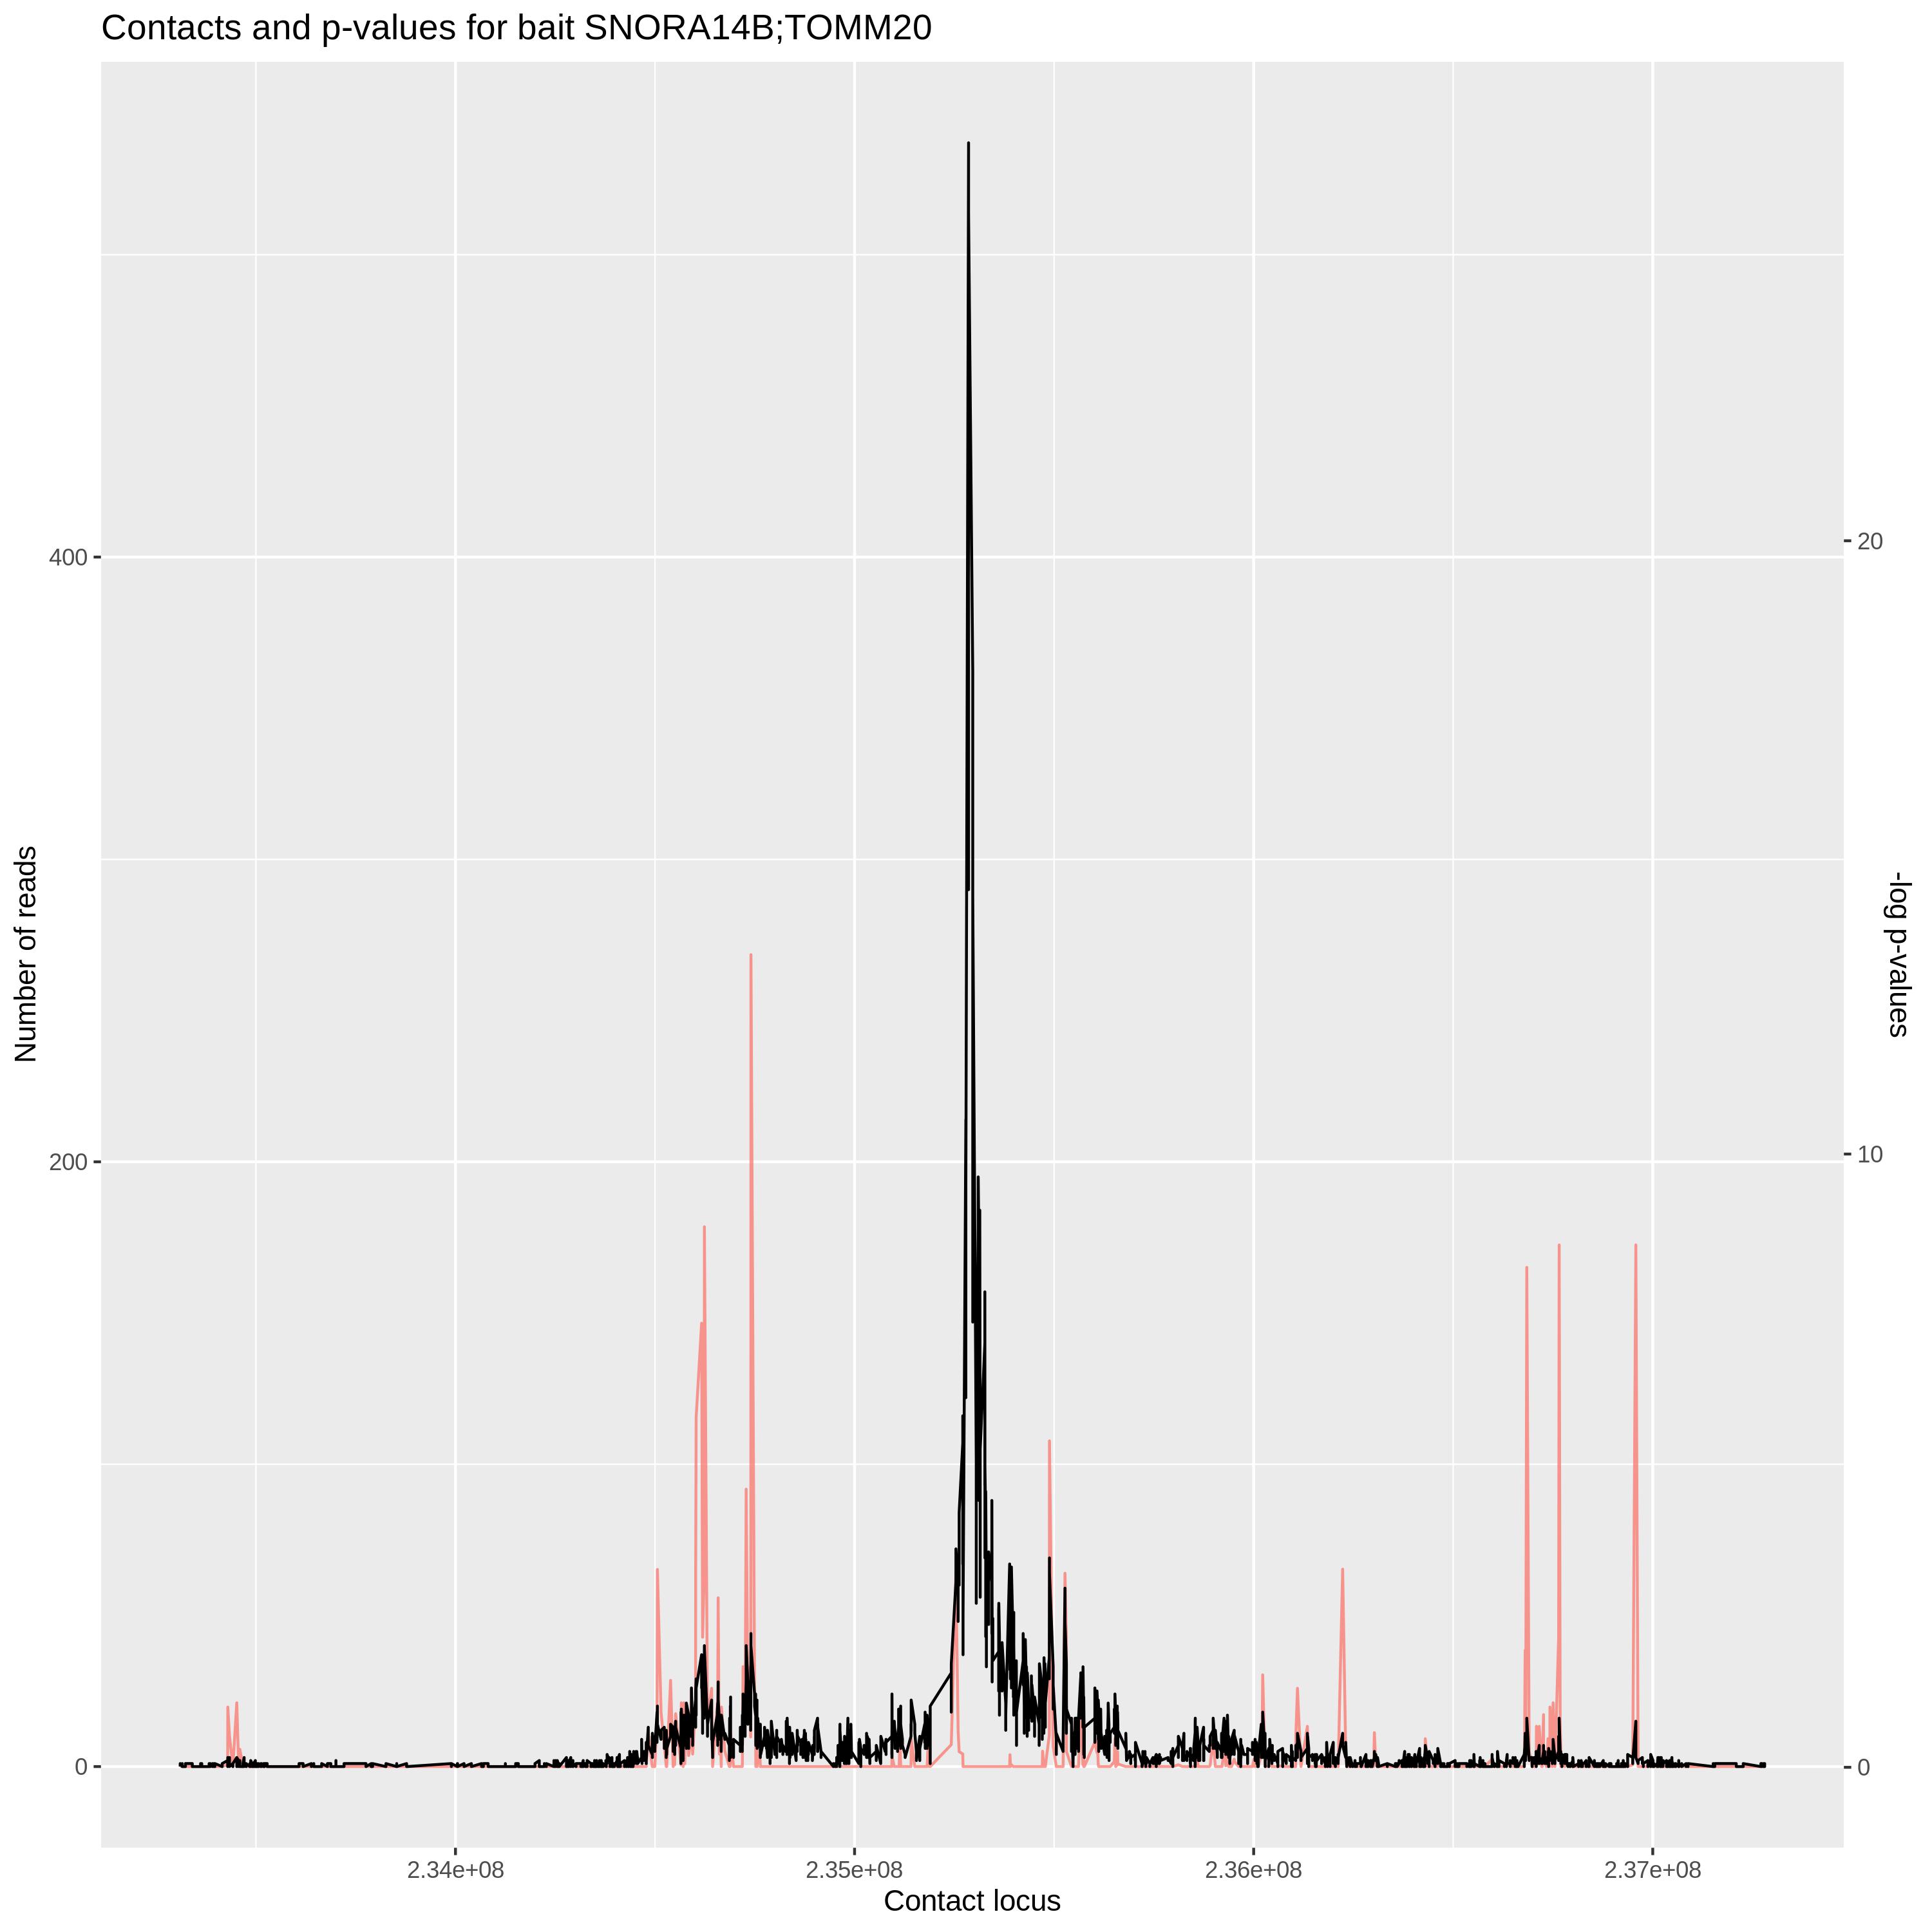 Contacts and p-values for bait SNORA14B;TOMM20
Number of reads
400
200
0
20
10
0
-log p-values
2.34e+08
2.35e+08
2.36e+08
2.37e+08
Contact locus